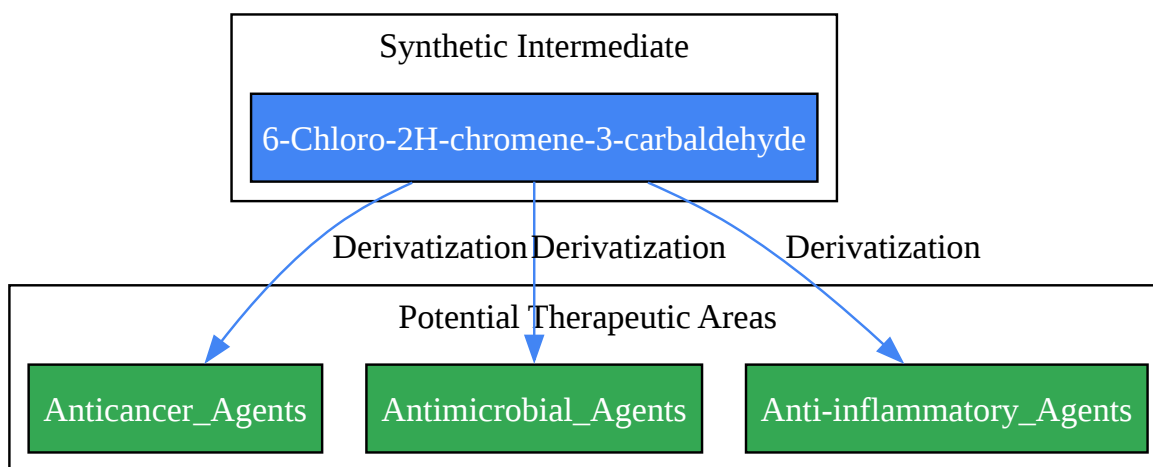 Synthetic Intermediate
6-Chloro-2H-chromene-3-carbaldehyde
Derivatization
Derivatization
Derivatization
Potential Therapeutic Areas
Anticancer_Agents
Antimicrobial_Agents
Anti-inflammatory_Agents